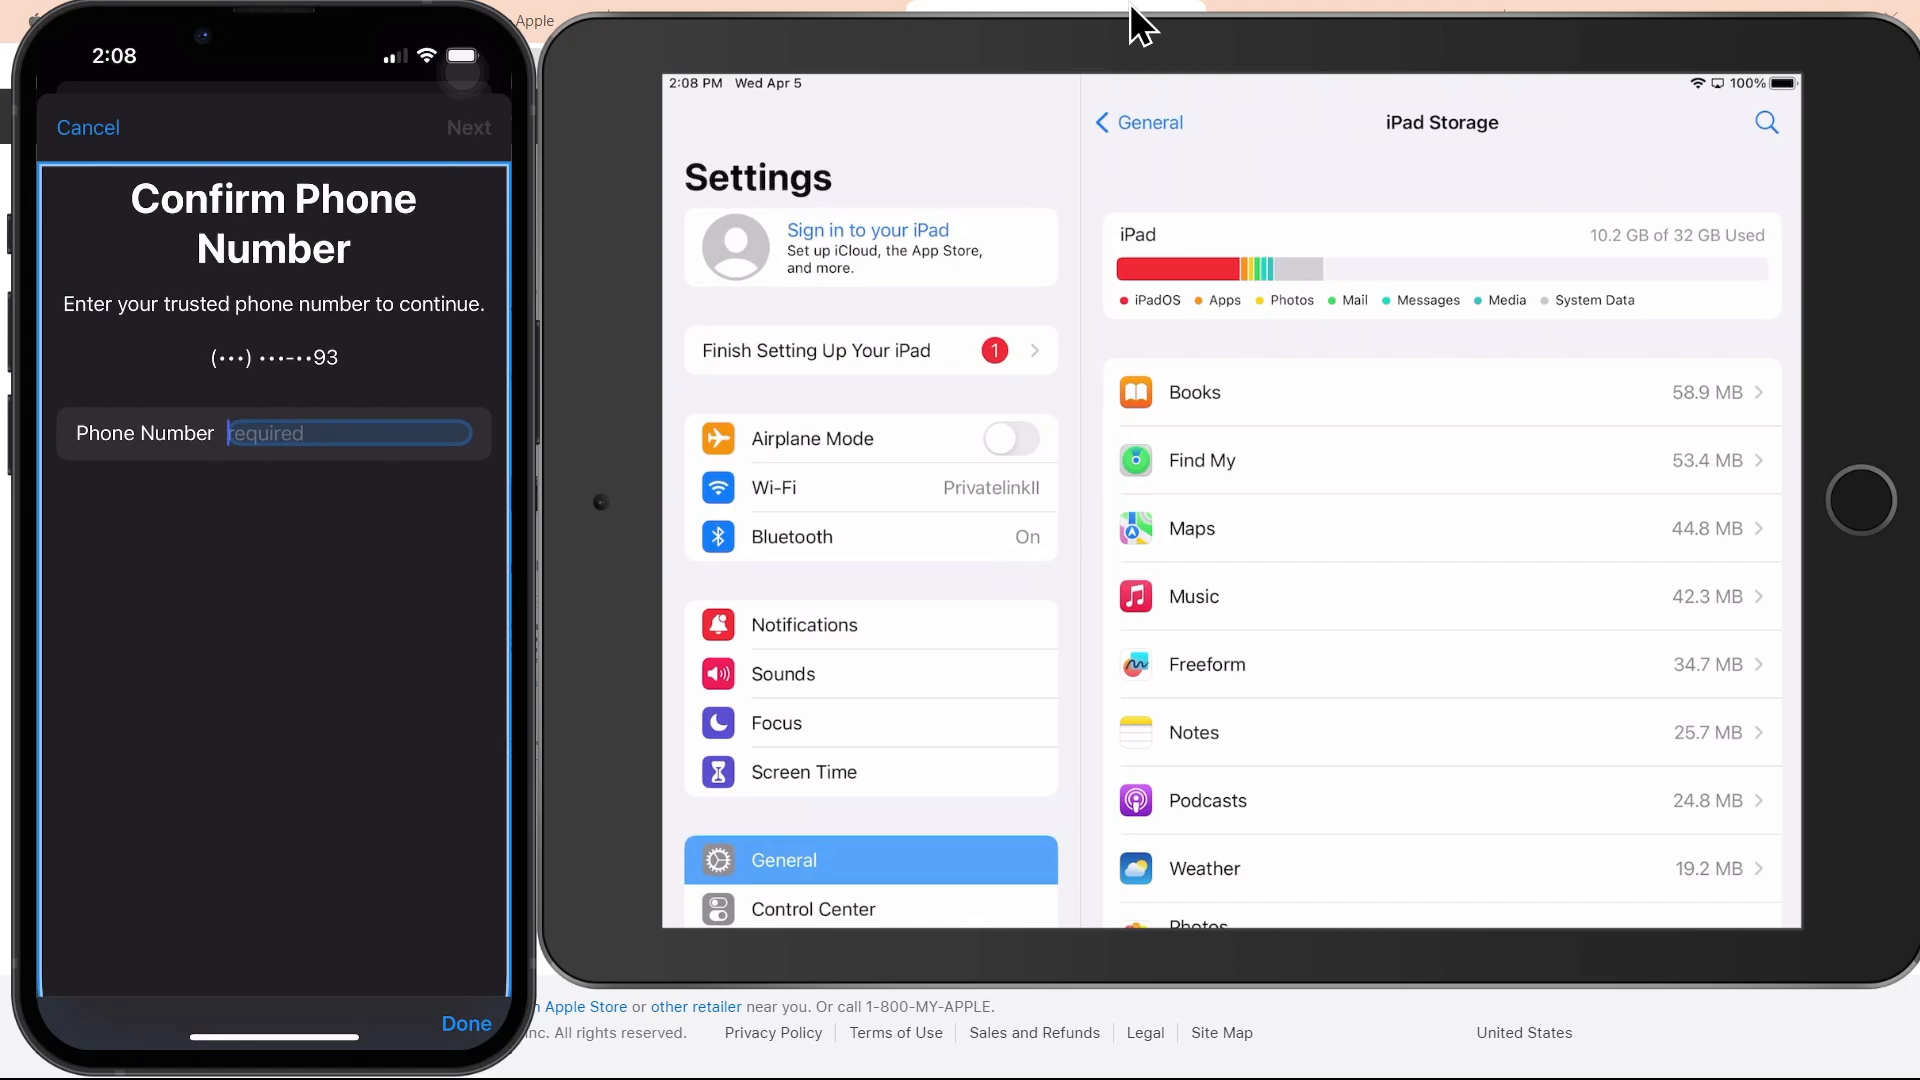 Apple
2:08
Cancel
Next
Confirm Phone
Number
Enter your trusted phone number to continue.
(•••) •••-••93
Phone Number required
Done
2:08 PM Wed Apr 5
100%
Settings
Sign in to your iPad
Set up iCloud, the App Store,
and more.
Finish Setting Up Your iPad 1
Airplane Mode
Wi-Fi PrivatelinkII
Bluetooth On
Notifications
Sounds
Focus
Screen Time
General
Control Center
General
iPad Storage
iPad 10.2 GB of 32 GB Used
iPadOS Apps Photos Mail Messages Media System Data
Books 58.9 MB
Find My 53.4 MB
Maps 44.8 MB
Music 42.3 MB
Freeform 34.7 MB
Notes 25.7 MB
Podcasts 24.8 MB
Weather 19.2 MB
Photos
Apple Store or other retailer near you. Or call 1-800-MY-APPLE.
Inc. All rights reserved. Privacy Policy Terms of Use Sales and Refunds Legal Site Map United States